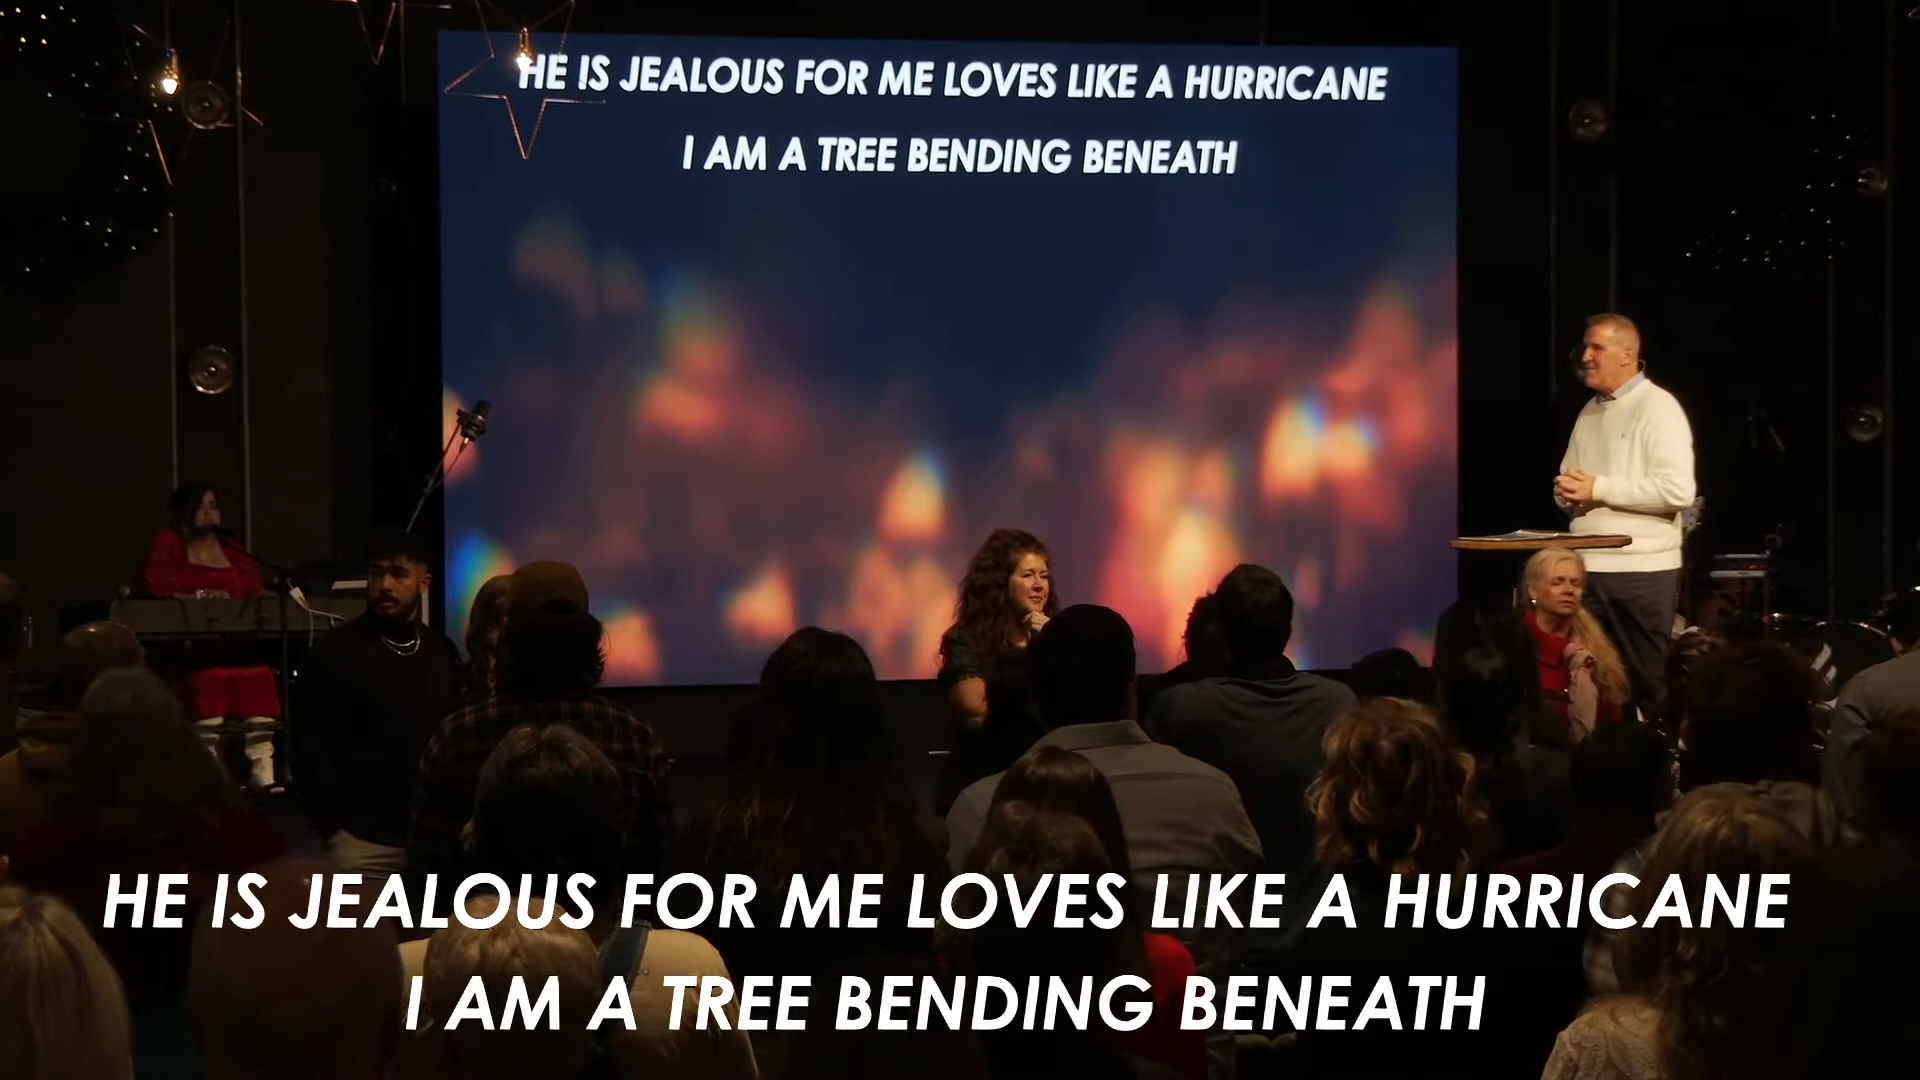 HE IS JEALOUS FOR ME LOVES LIKE A HURRICANE
I AM A TREE BENDING BENEATH
HE IS JEALOUS FOR ME LOVES LIKE A HURRICANE
I AM A TREE BENDING BENEATH